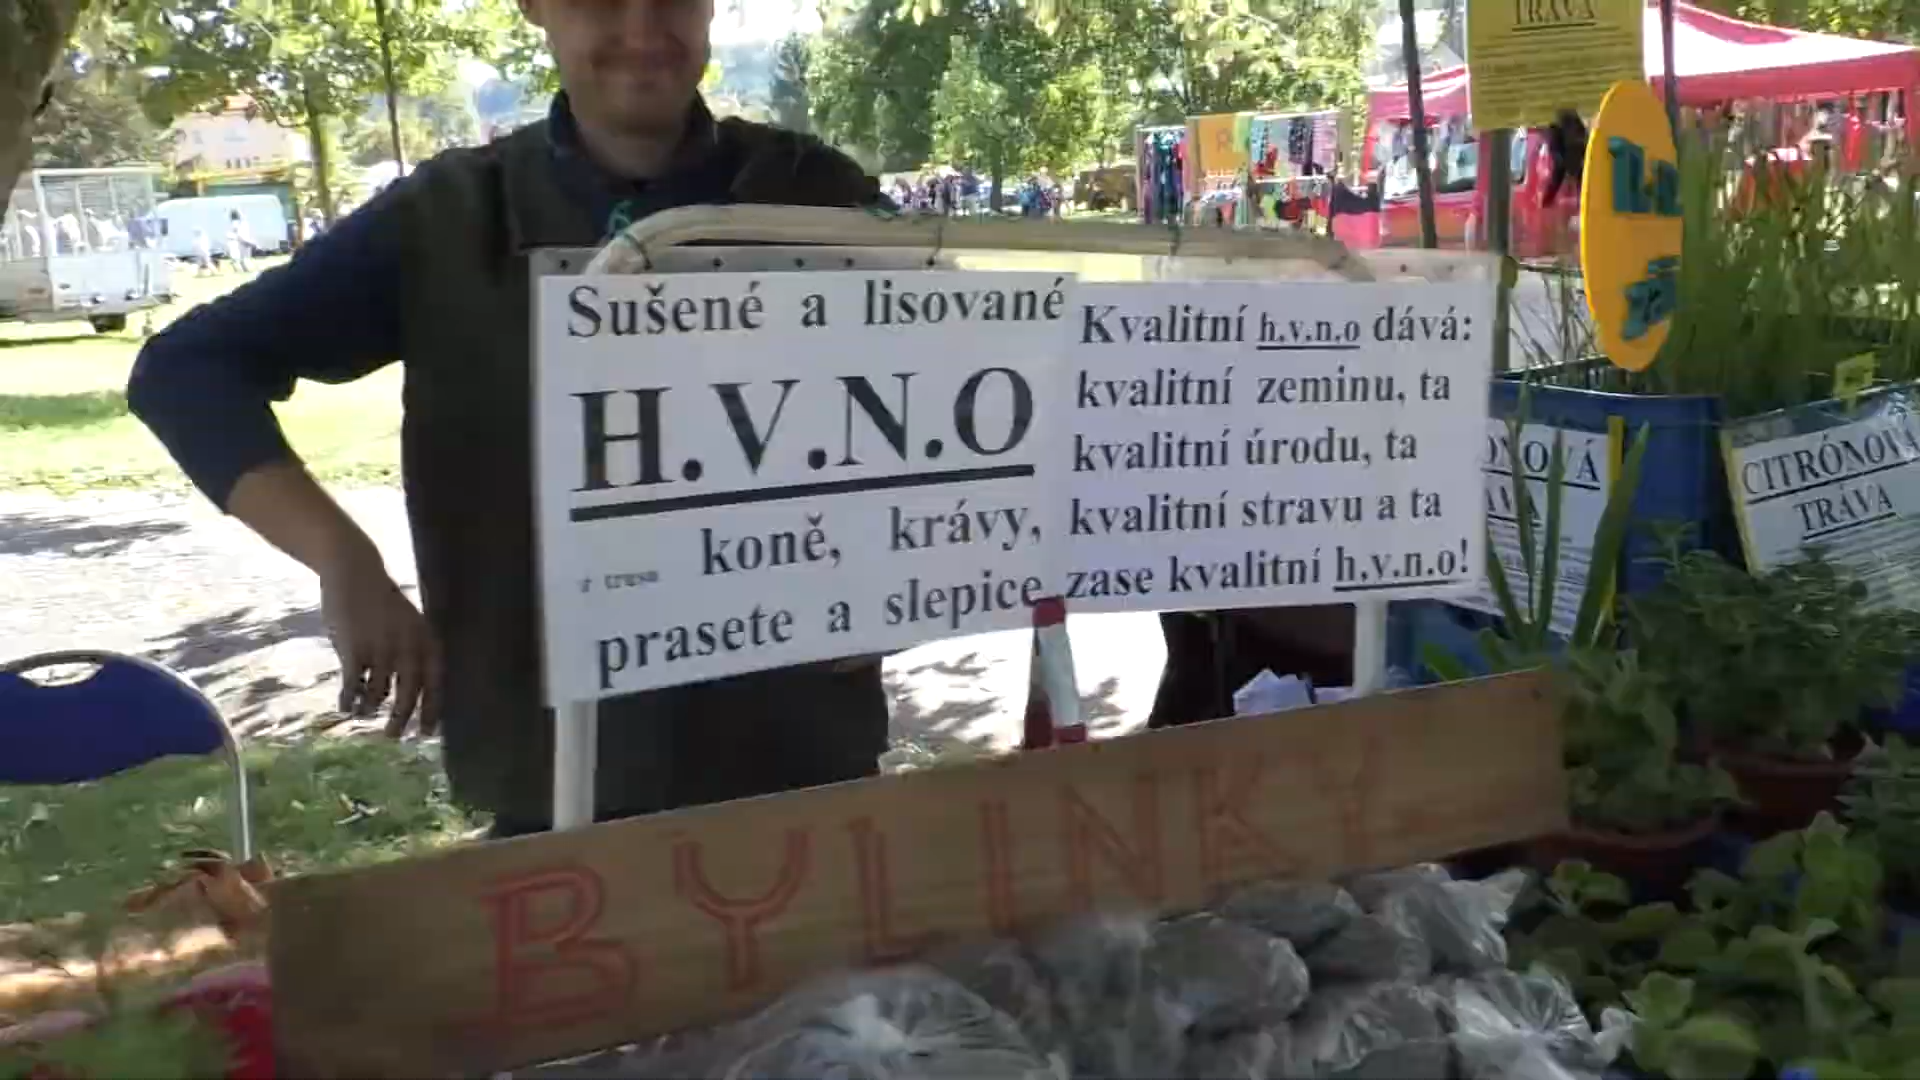 Sušené a lisované
H.V.N.O
z trusu koně, krávy,
prasete a slepice
Kvalitní h.v.n.o dává:
kvalitní zeminu, ta
kvalitní úrodu, ta
kvalitní stravu a ta
zase kvalitní h.v.n.o!
BYLINKY
TRÁVA
CITRÓNOVÁ
TRÁVA